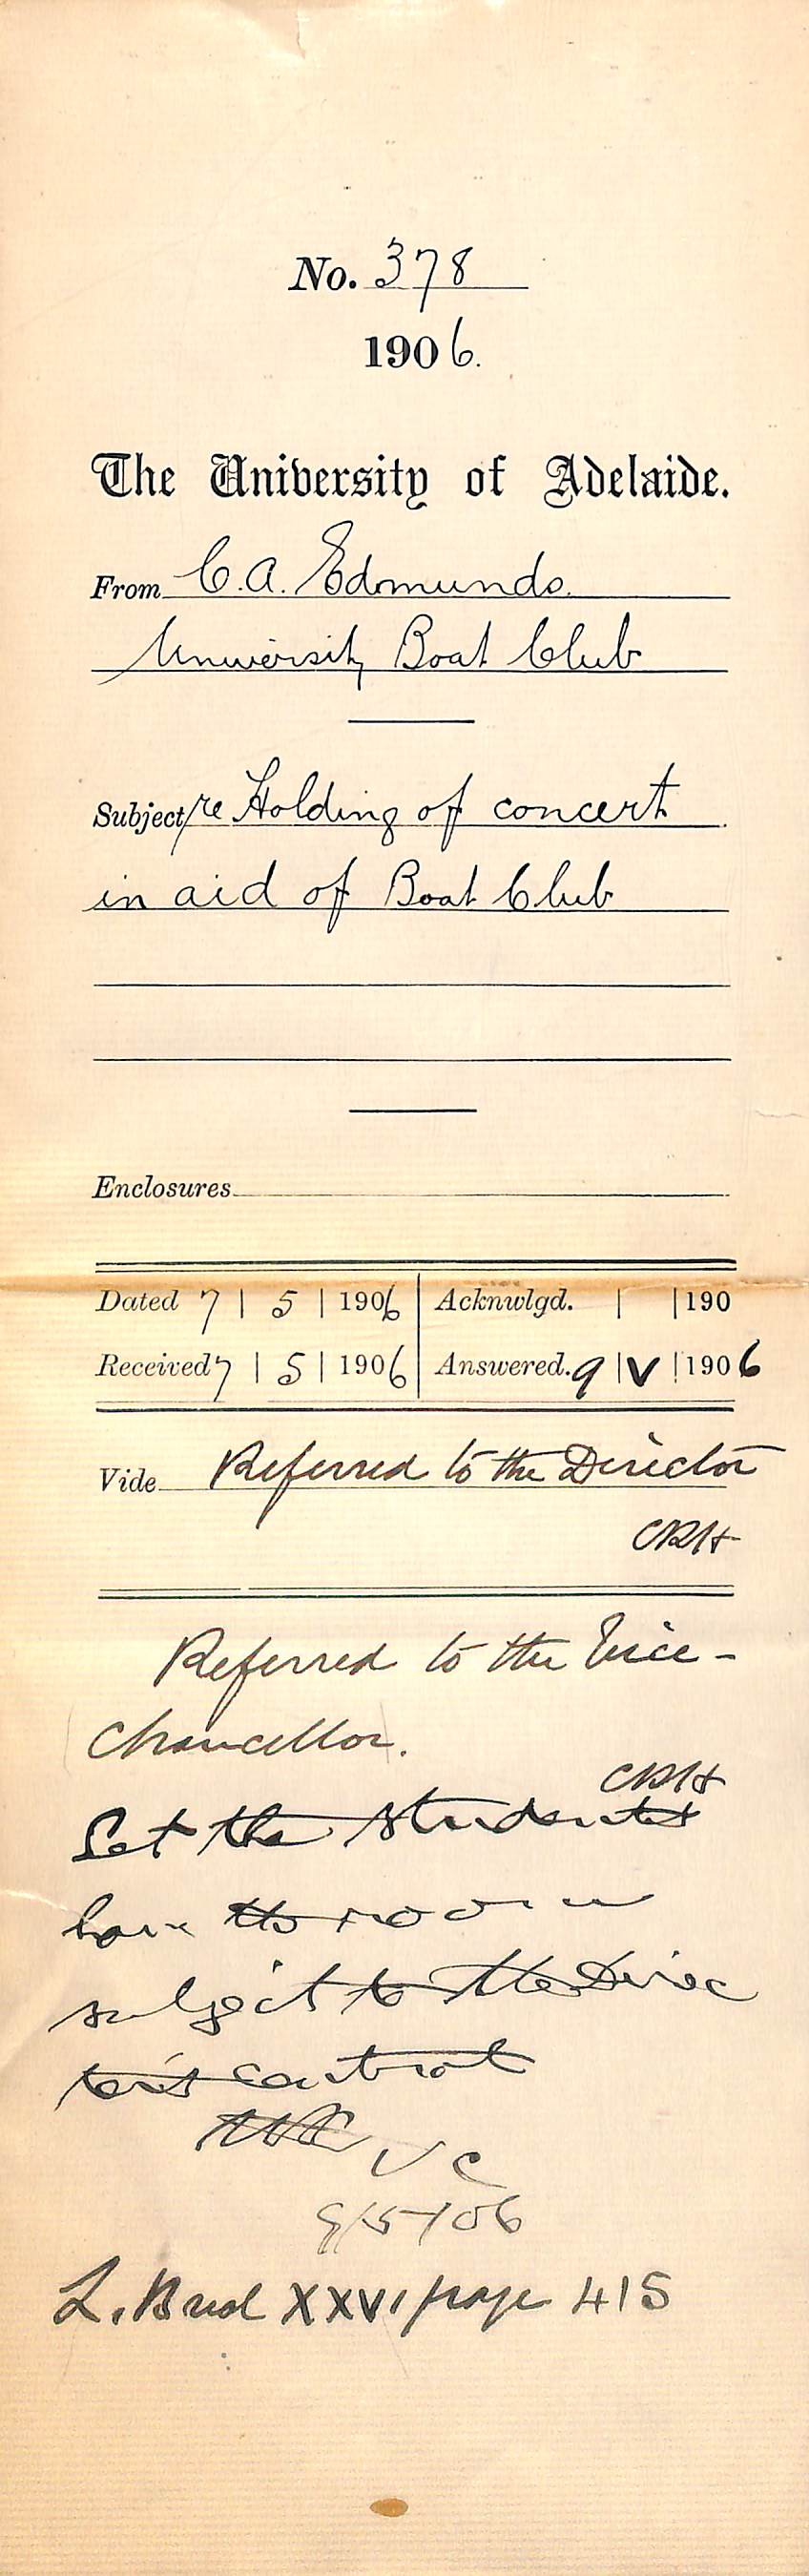 No. 378
1906.
The University of Adelaide.
From C.A. Edmunds.
University Boat Club
Subject/re Holding of concert
in aid of Boat Club
Enclosures
Dated 7 | 5 | 1906 Acknwlgd. | | 190
Received 7 | 5 | 1906 Answered. 9 | V | 1906
Vide Referred to the Director
CRH
Referred to the Vice-
Chancellor.
CRH
Let the students
have the room
subject to the Direc
tor's control
VC
9/5/06
L. Book XXVI page 415